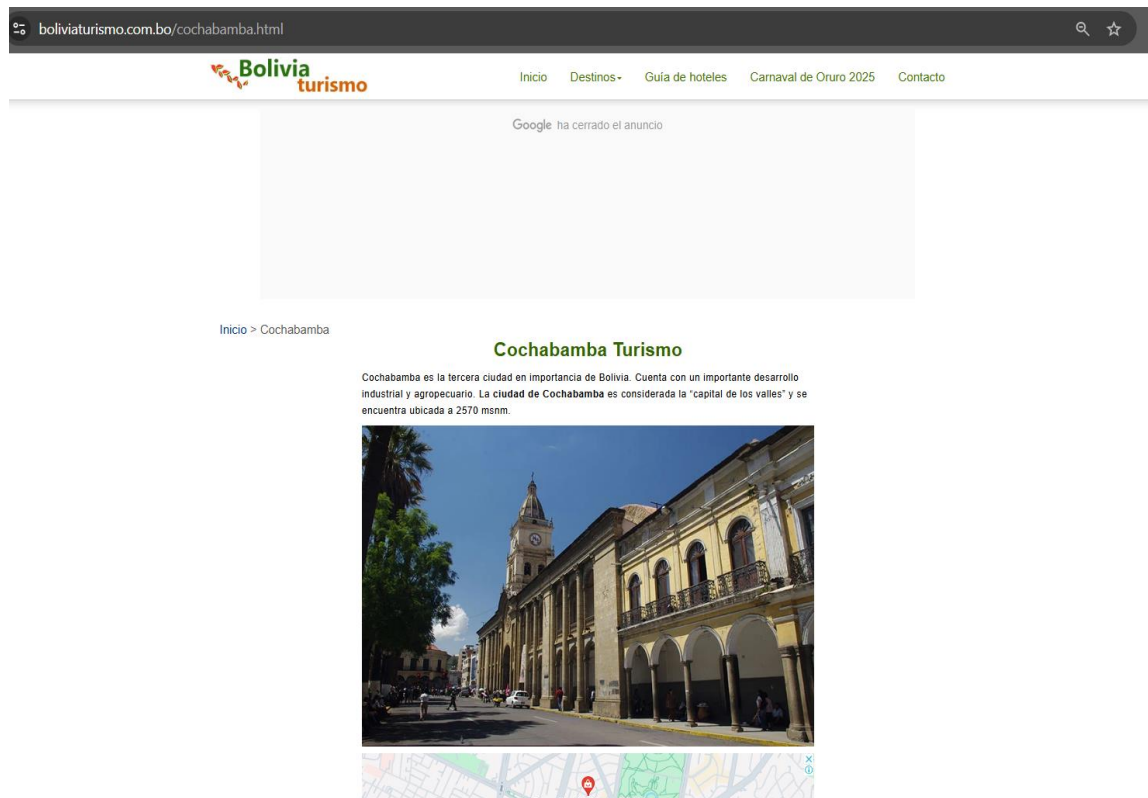 boliviaturismo.com.bo/cochabamba.html
Bolivia
turismo
Inicio Destinos Guía de hoteles Carnaval de Oruro 2025 Contacto
Google ha cerrado el anuncio
Inicio > Cochabamba
Cochabamba Turismo
Cochabamba es la tercera ciudad en importancia de Bolivia. Cuenta con un importante desarrollo
industrial y agropecuario. La ciudad de Cochabamba es considerada la "capital de los valles" y se
encuentra ubicada a 2570 msnm.